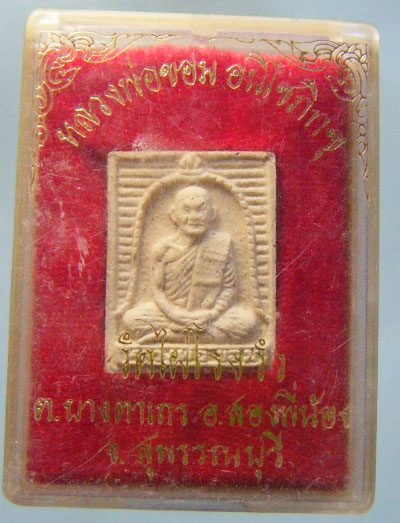 หลวงพ่อขอม อนิโชภิกขุ
วัดไผ่โรงวัว
ต.บางตาเถร อ.สองพี่น้อง
จ.สุพรรณบุรี